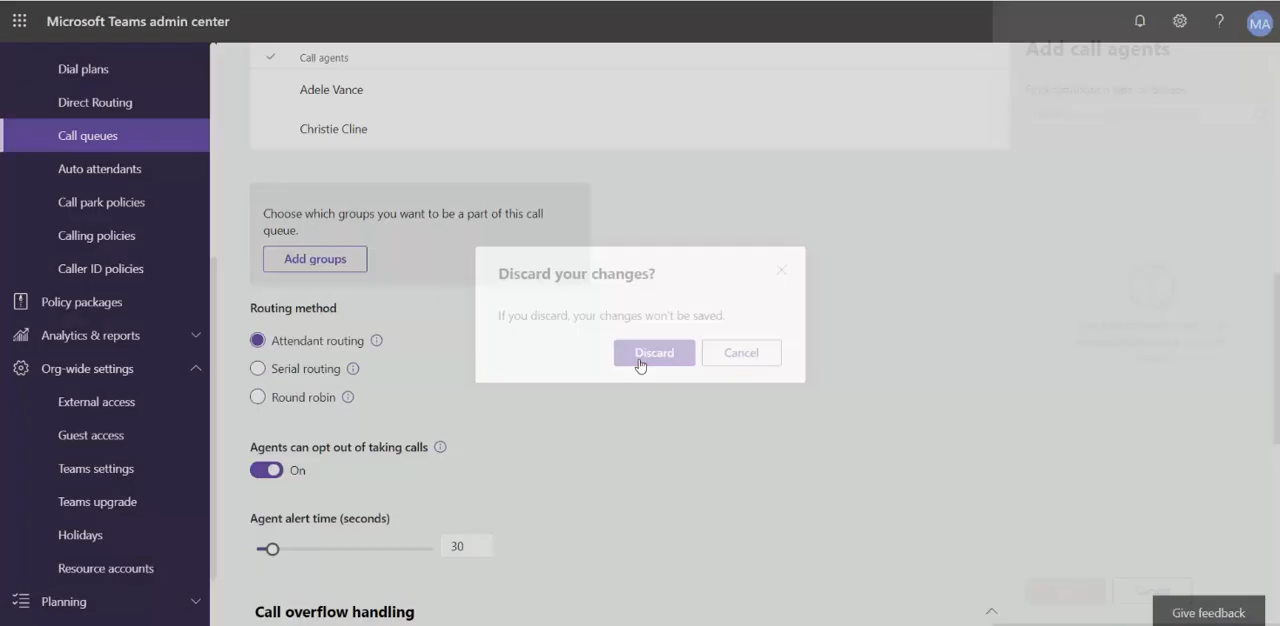 Microsoft Teams admin center
?
MA
Dial plans
Direct Routing
Call queues
Auto attendants
Call park policies
Calling policies
Caller ID policies
Policy packages
Analytics & reports
Org-wide settings
External access
Guest access
Teams settings
Teams upgrade
Holidays
Resource accounts
Planning
Call agents
Adele Vance
Christie Cline
Choose which groups you want to be a part of this call
queue.
Add groups
Routing method
Attendant routing
Serial routing
Round robin
Agents can opt out of taking calls
On
Agent alert time (seconds)
30
Call overflow handling
Discard your changes?
If you discard, your changes won't be saved.
Discard
Cancel
Add call agents
Give feedback